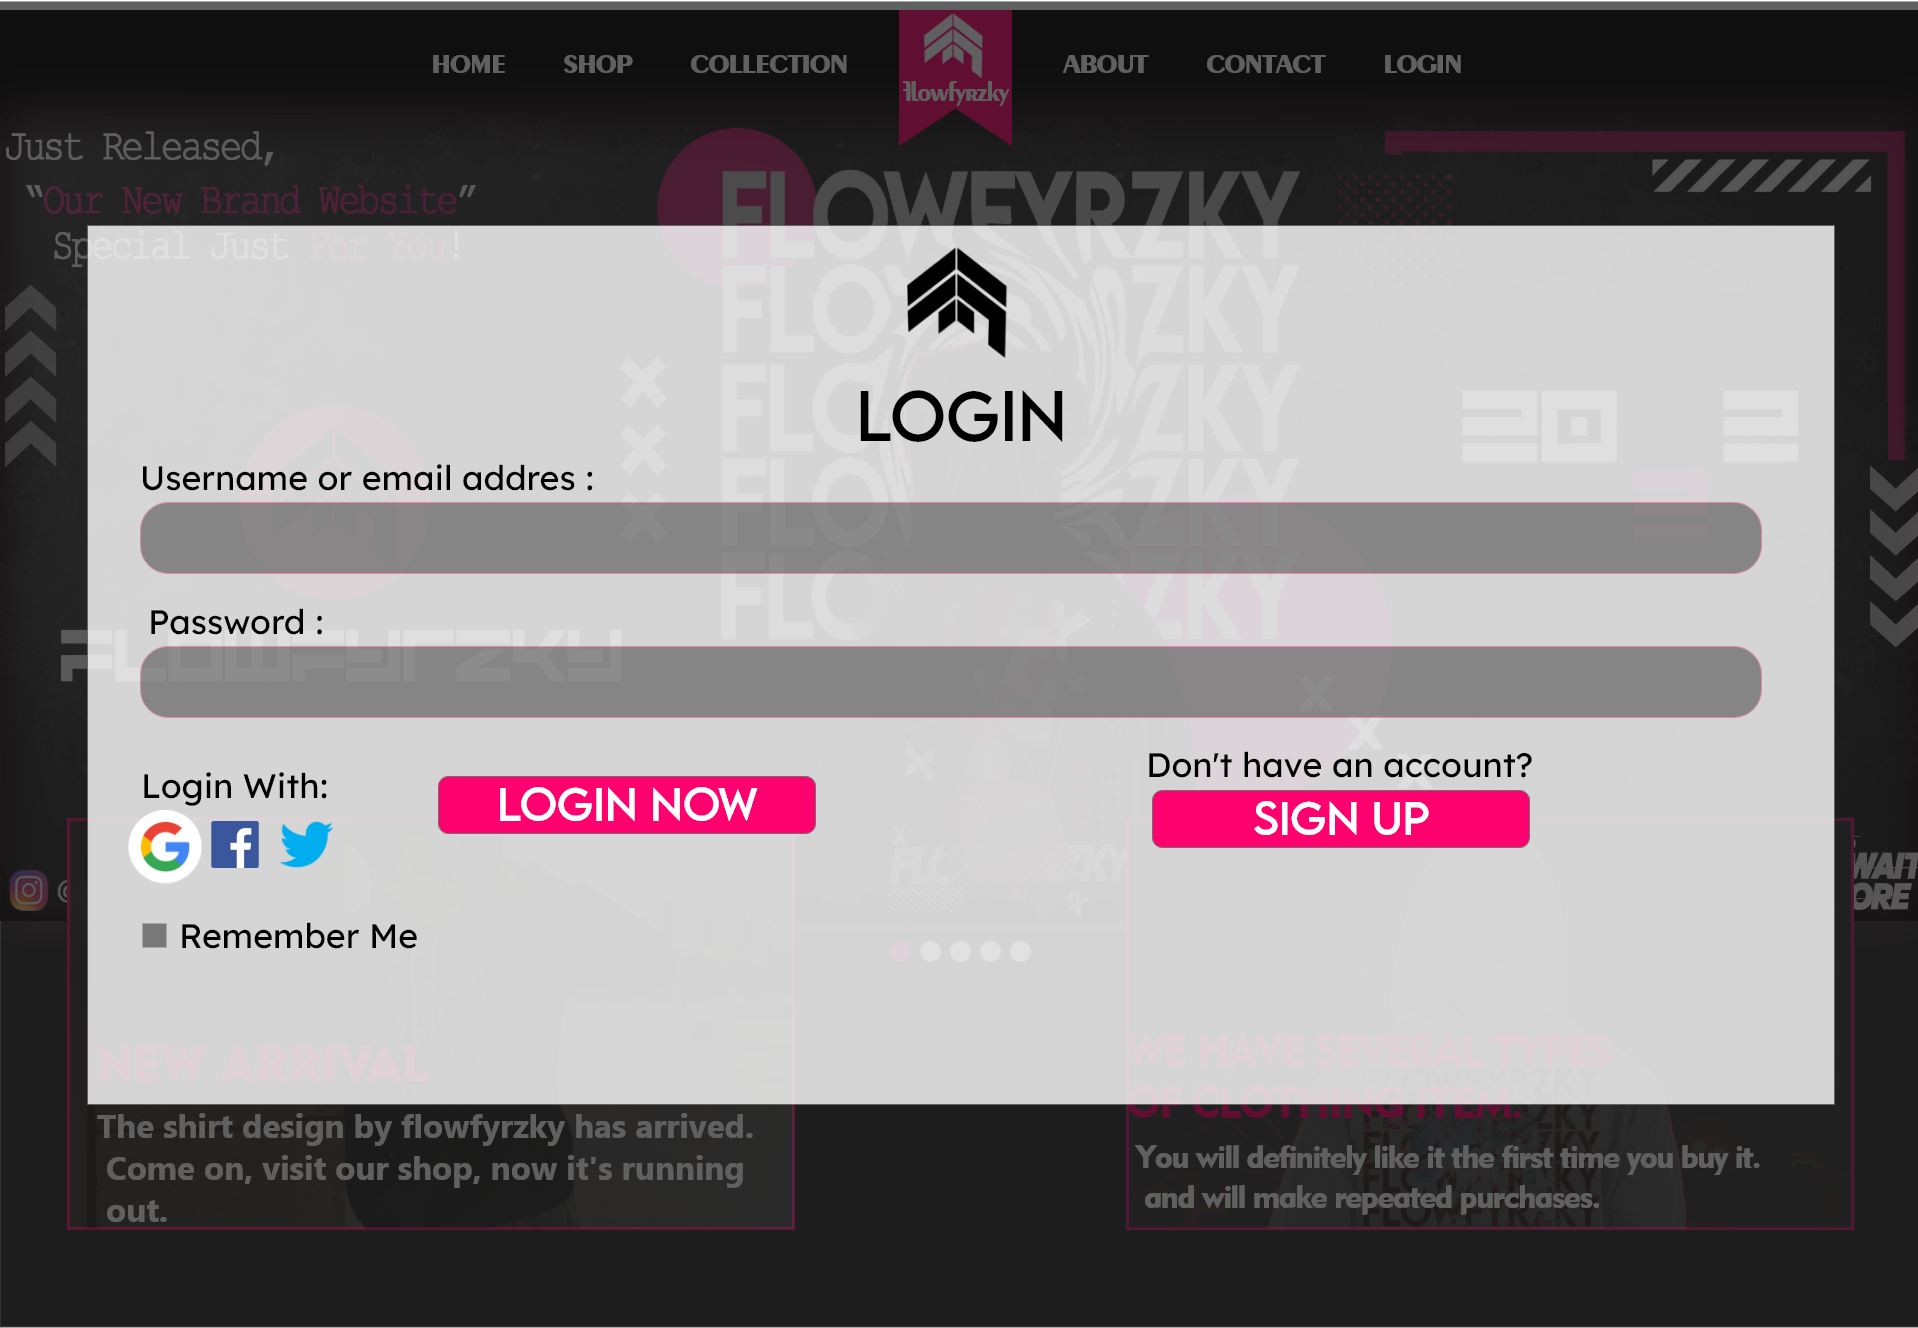 HOME SHOP COLLECTION flowfyrzky ABOUT CONTACT LOGIN
Just Released,
“Our New Brand Website”
Special Just For You!
FLOWFYRZKY
LOGIN
Username or email addres :
Password :
FLOWFYRZKY
Login With:
LOGIN NOW
Don't have an account?
SIGN UP
Remember Me
NEW ARRIVAL
The shirt design by flowfyrzky has arrived.
Come on, visit our shop, now it's running
out.
WE HAVE SEVERAL TYPES
OF CLOTHING ITEM.
You will definitely like it the first time you buy it.
and will make repeated purchases.